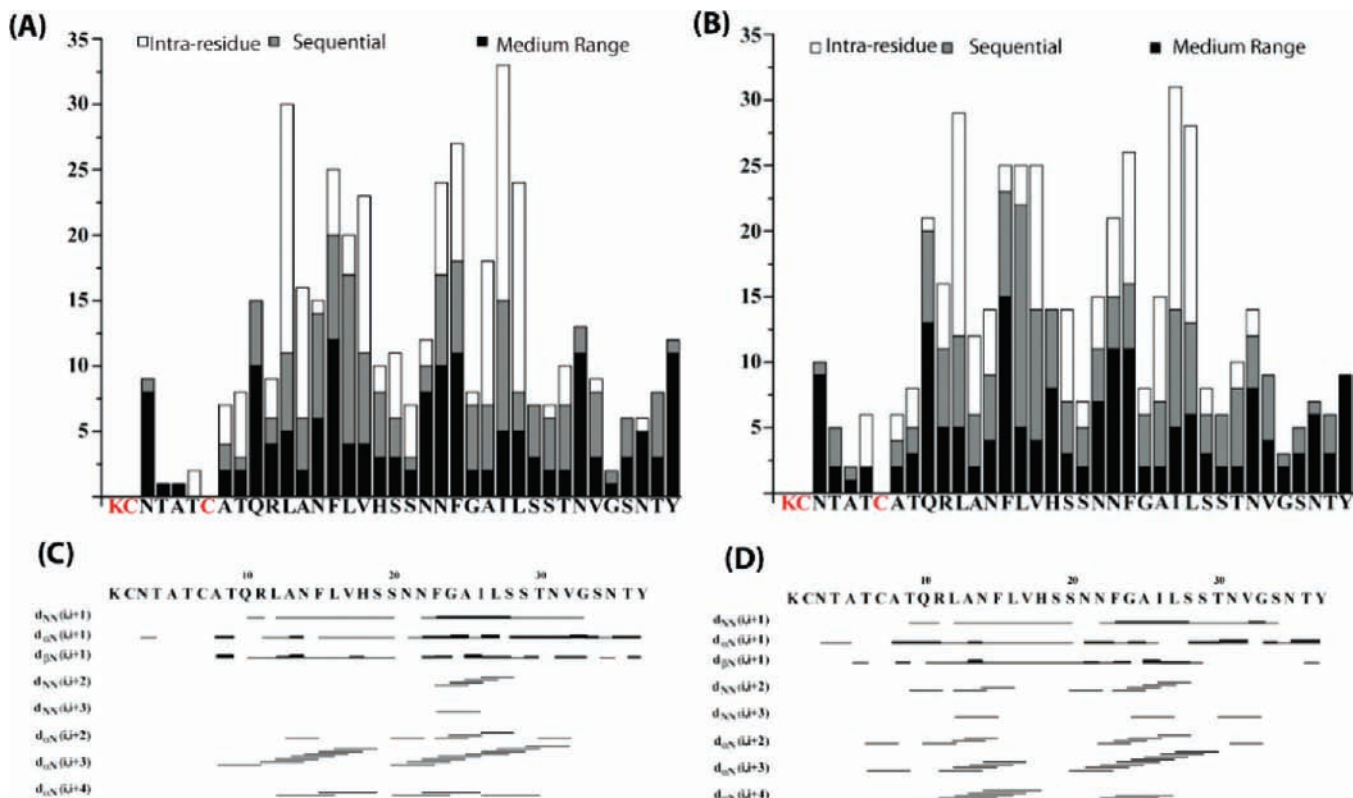 (A)
Intra-residue Sequential Medium Range
35
30
25
20
15
10
5
KCNTATCATQRLANFLVHSSNNFGAILSSTNVGSNTY
(B)
Intra-residue Sequential Medium Range
35
30
25
20
15
10
5
KCNTATCATQRLANFLVHSSNNFGAILSSTNVGSNTY
(C)
10 20 30
K C N T A T C A T Q R L A N F L V H S S N N F G A I L S S T N V G S N T Y
dNN(i,i+1)
dαN(i,i+1)
dβN(i,i+1)
dNN(i,i+2)
dNN(i,i+3)
dαN(i,i+2)
dαN(i,i+3)
dαN(i,i+4)
(D)
10 20 30
K C N T A T C A T Q R L A N F L V H S S N N F G A I L S S T N V G S N T Y
dNN(i,i+1)
dαN(i,i+1)
dβN(i,i+1)
dNN(i,i+2)
dNN(i,i+3)
dαN(i,i+2)
dαN(i,i+3)
dαN(i,i+4)